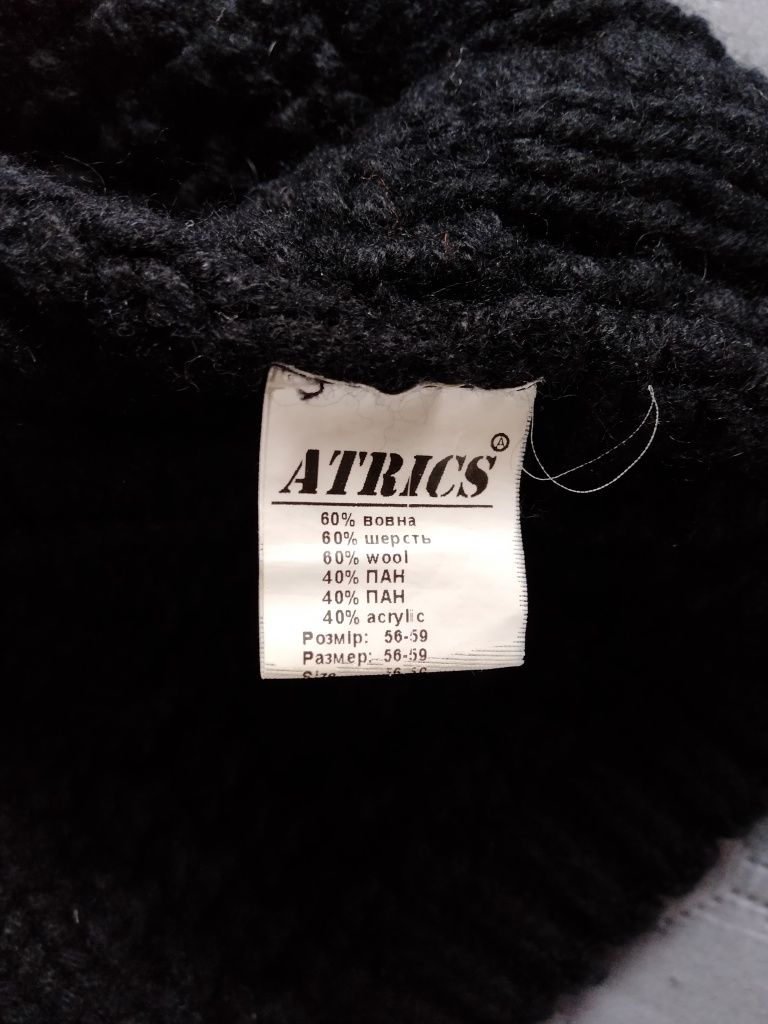 ATRICS
60% вовна
60% шерсть
60% wool
40% ПАН
40% ПАН
40% acrylic
Розмір: 56-59
Размер: 56-59
Size